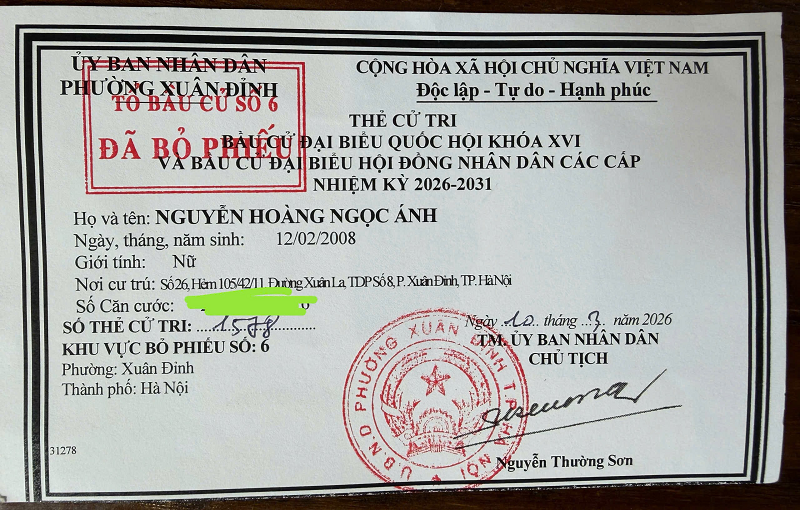 ỦY BAN NHÂN DÂN
PHƯỜNG XUÂN ĐỈNH
TỔ BẦU CỬ SỐ 6
ĐÃ BỎ PHIẾU
CỘNG HÒA XÃ HỘI CHỦ NGHĨA VIỆT NAM
Độc lập - Tự do - Hạnh phúc
THẺ CỬ TRI
BẦU CỬ ĐẠI BIỂU QUỐC HỘI KHÓA XVI
VÀ BẦU CỬ ĐẠI BIỂU HỘI ĐỒNG NHÂN DÂN CÁC CẤP
NHIỆM KỲ 2026-2031
Họ và tên: NGUYỄN HOÀNG NGỌC ÁNH
Ngày, tháng, năm sinh: 12/02/2008
Giới tính: Nữ
Nơi cư trú: Số 26, Hẻm 105/42/11 Đường Xuân La, TDP Số 8, P. Xuân Đỉnh, TP. Hà Nội
Số Căn cước:
SỐ THẺ CỬ TRI: ....1578...............
KHU VỰC BỎ PHIẾU SỐ: 6
Phường: Xuân Đỉnh
Thành phố: Hà Nội
Ngày ..10.. tháng ..3. năm 2026
TM. ỦY BAN NHÂN DÂN
CHỦ TỊCH
U.B.N.D PHƯỜNG XUÂN ĐỈNH T.P HÀ NỘI
Nguyễn Thường Sơn
31278